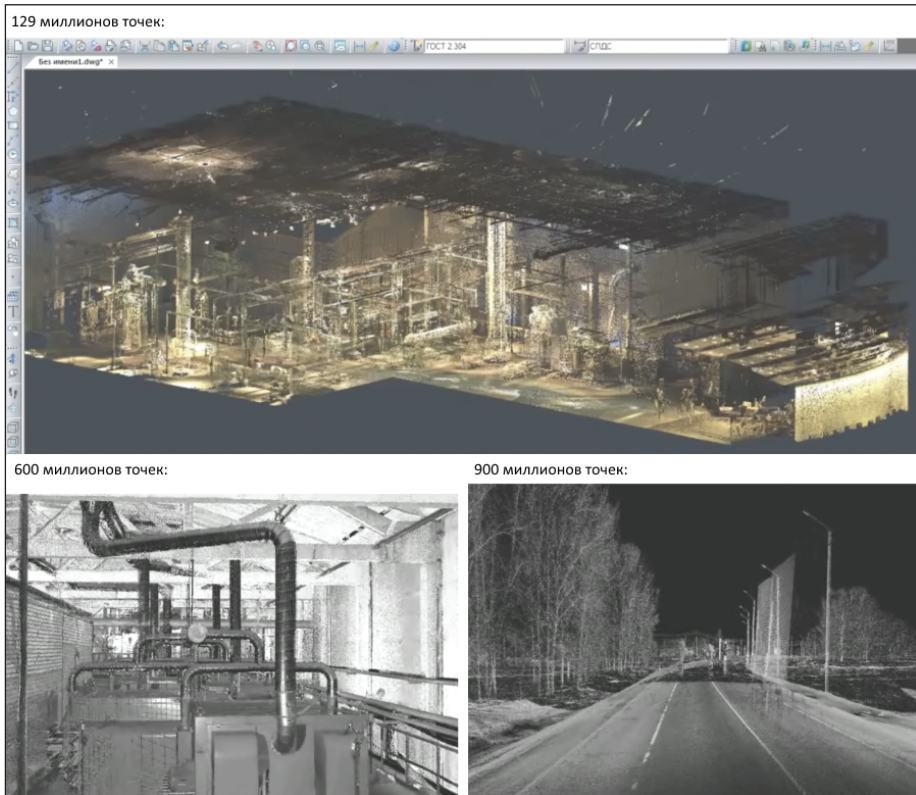 129 миллионов точек:
ГОСТ 2.304
СПДС
Без имени1.dwg*
600 миллионов точек:
900 миллионов точек: